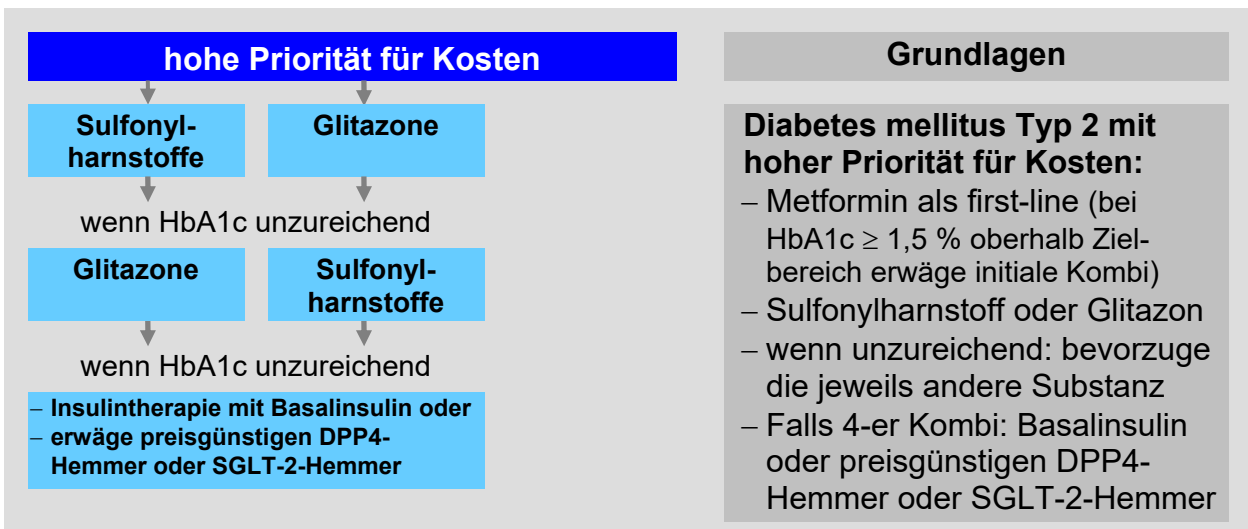 hohe Priorität für Kosten
Sulfonyl-
harnstoffe
Glitazone
wenn HbA1c unzureichend
Glitazone
Sulfonyl-
harnstoffe
wenn HbA1c unzureichend
– Insulintherapie mit Basalinsulin oder
– erwäge preisgünstigen DPP4-
Hemmer oder SGLT-2-Hemmer
Grundlagen
Diabetes mellitus Typ 2 mit
hoher Priorität für Kosten:
– Metformin als first-line (bei
HbA1c ≥ 1,5 % oberhalb Ziel-
bereich erwäge initiale Kombi)
– Sulfonylharnstoff oder Glitazon
– wenn unzureichend: bevorzuge
die jeweils andere Substanz
– Falls 4-er Kombi: Basalinsulin
oder preisgünstigen DPP4-
Hemmer oder SGLT-2-Hemmer